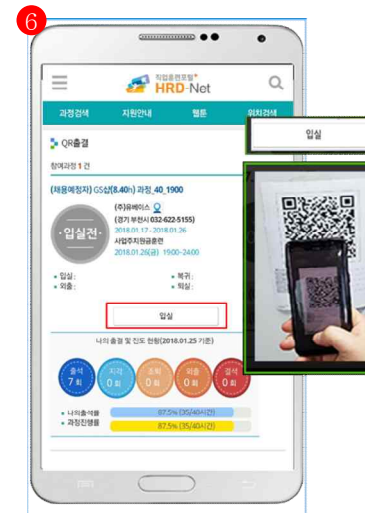 6
직업훈련포털+
HRD-Net
과정검색 지원안내 웹툰 위치검색
QR출결
참여과정 1 건
(채용예정자) GS샵(8.40h) 과정_40_1900
·입실전·
(주)유베이스
(경기 부천시 032-622-5155)
2018.01.17 - 2018.01.26
사업주지원금훈련
2018.01.26(금) 19:00~24:00
입실 : 복귀 :
외출 : 퇴실 :
입실
나의 출결 및 진도 현황(2018.01.25 기준)
출석 지각 조퇴 외출 결석
7 회 0 회 0 회 0 회 0 회
나의출석률 87.5% (35/40시간)
과정진행률 87.5% (35/40시간)
입실